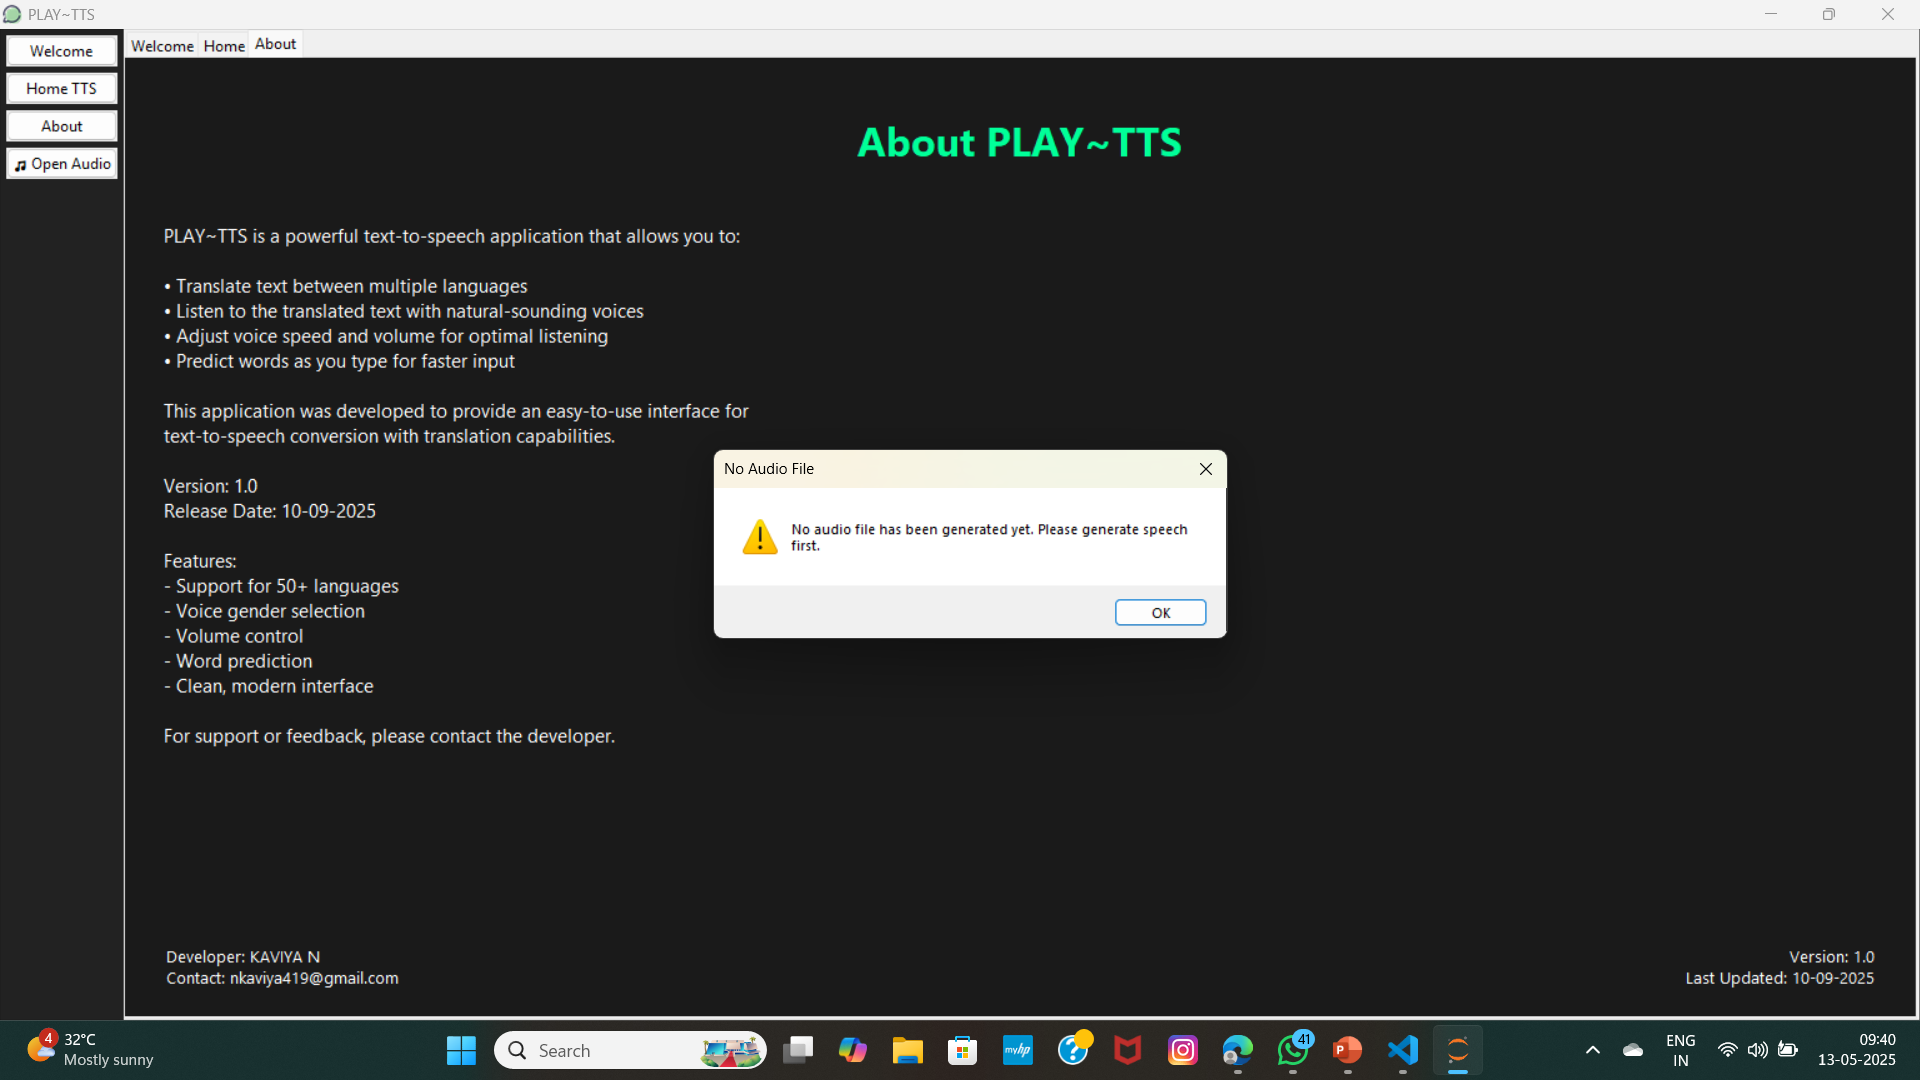 PLAY~TTS
Welcome
Home TTS
About
Open Audio
Welcome Home About
About PLAY~TTS
PLAY~TTS is a powerful text-to-speech application that allows you to:
• Translate text between multiple languages
• Listen to the translated text with natural-sounding voices
• Adjust voice speed and volume for optimal listening
• Predict words as you type for faster input
This application was developed to provide an easy-to-use interface for
text-to-speech conversion with translation capabilities.
Version: 1.0
Release Date: 10-09-2025
Features:
- Support for 50+ languages
- Voice gender selection
- Volume control
- Word prediction
- Clean, modern interface
For support or feedback, please contact the developer.
No Audio File
No audio file has been generated yet. Please generate speech
first.
OK
Developer: KAVIYA N
Contact: nkaviya419@gmail.com
Version: 1.0
Last Updated: 10-09-2025
4
32°C
Mostly sunny
Search
myhp
?
41
P
ENG
IN
09:40
13-05-2025